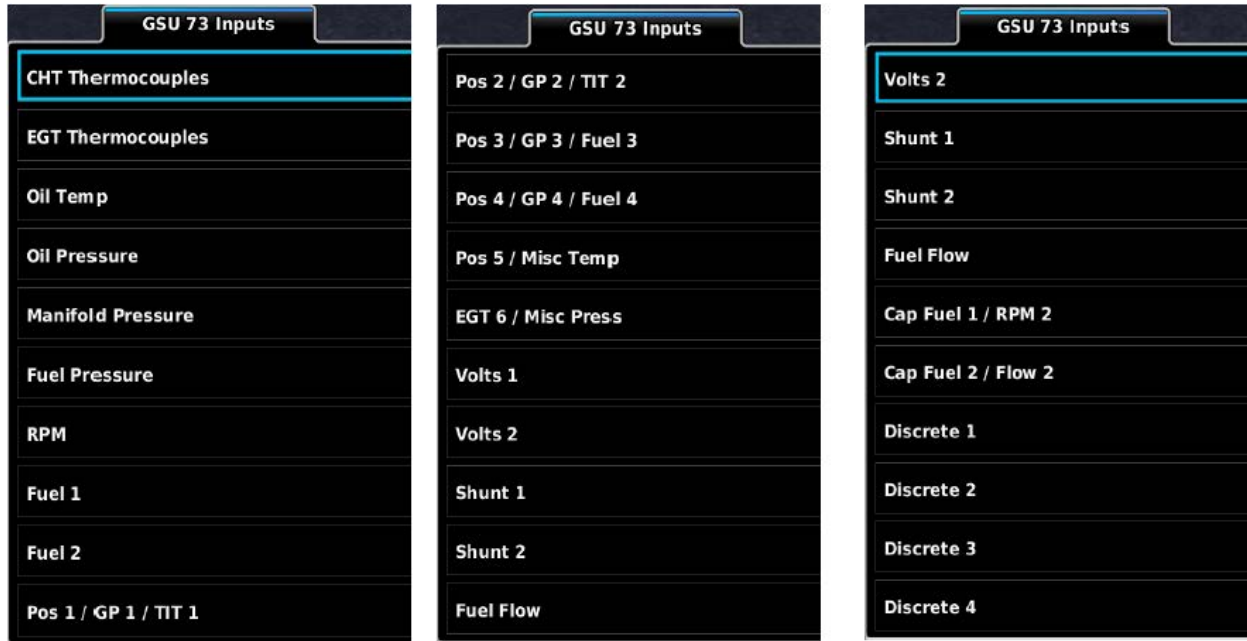 GSU 73 Inputs
CHT Thermocouples
EGT Thermocouples
Oil Temp
Oil Pressure
Manifold Pressure
Fuel Pressure
RPM
Fuel 1
Fuel 2
Pos 1 / GP 1 / TIT 1
GSU 73 Inputs
Pos 2 / GP 2 / TIT 2
Pos 3 / GP 3 / Fuel 3
Pos 4 / GP 4 / Fuel 4
Pos 5 / Misc Temp
EGT 6 / Misc Press
Volts 1
Volts 2
Shunt 1
Shunt 2
Fuel Flow
GSU 73 Inputs
Volts 2
Shunt 1
Shunt 2
Fuel Flow
Cap Fuel 1 / RPM 2
Cap Fuel 2 / Flow 2
Discrete 1
Discrete 2
Discrete 3
Discrete 4